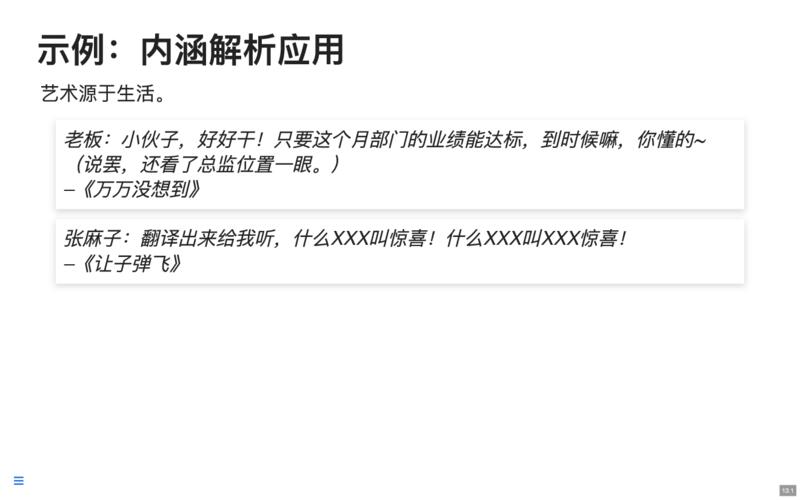 示例：内涵解析应用
艺术源于生活。
老板：小伙子，好好干！只要这个月部门的业绩能达标，到时候嘛，你懂的~
（说罢，还看了总监位置一眼。）
–《万万没想到》
张麻子：翻译出来给我听，什么XXX叫惊喜！什么XXX叫XXX惊喜！
–《让子弹飞》
13.1